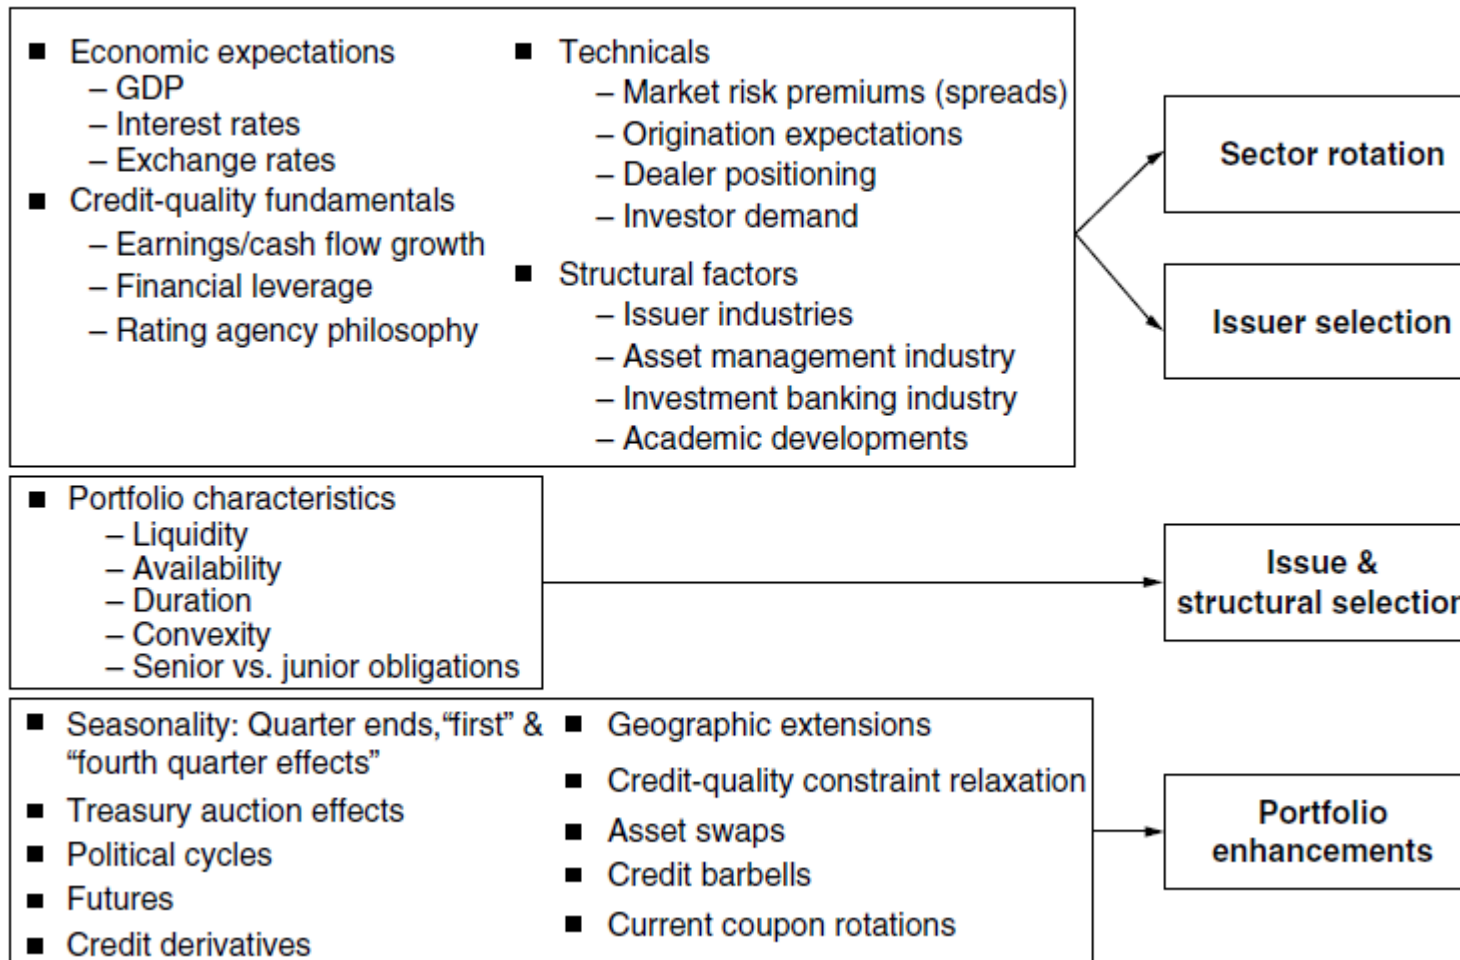 ■ Economic expectations
– GDP
– Interest rates
– Exchange rates
■ Credit-quality fundamentals
– Earnings/cash flow growth
– Financial leverage
– Rating agency philosophy
■ Technicals
– Market risk premiums (spreads)
– Origination expectations
– Dealer positioning
– Investor demand
■ Structural factors
– Issuer industries
– Asset management industry
– Investment banking industry
– Academic developments
Sector rotation
Issuer selection
■ Portfolio characteristics
– Liquidity
– Availability
– Duration
– Convexity
– Senior vs. junior obligations
Issue &
structural selection
■ Seasonality: Quarter ends,“first” &
“fourth quarter effects”
■ Treasury auction effects
■ Political cycles
■ Futures
■ Credit derivatives
■ Geographic extensions
■ Credit-quality constraint relaxation
■ Asset swaps
■ Credit barbells
■ Current coupon rotations
Portfolio
enhancements